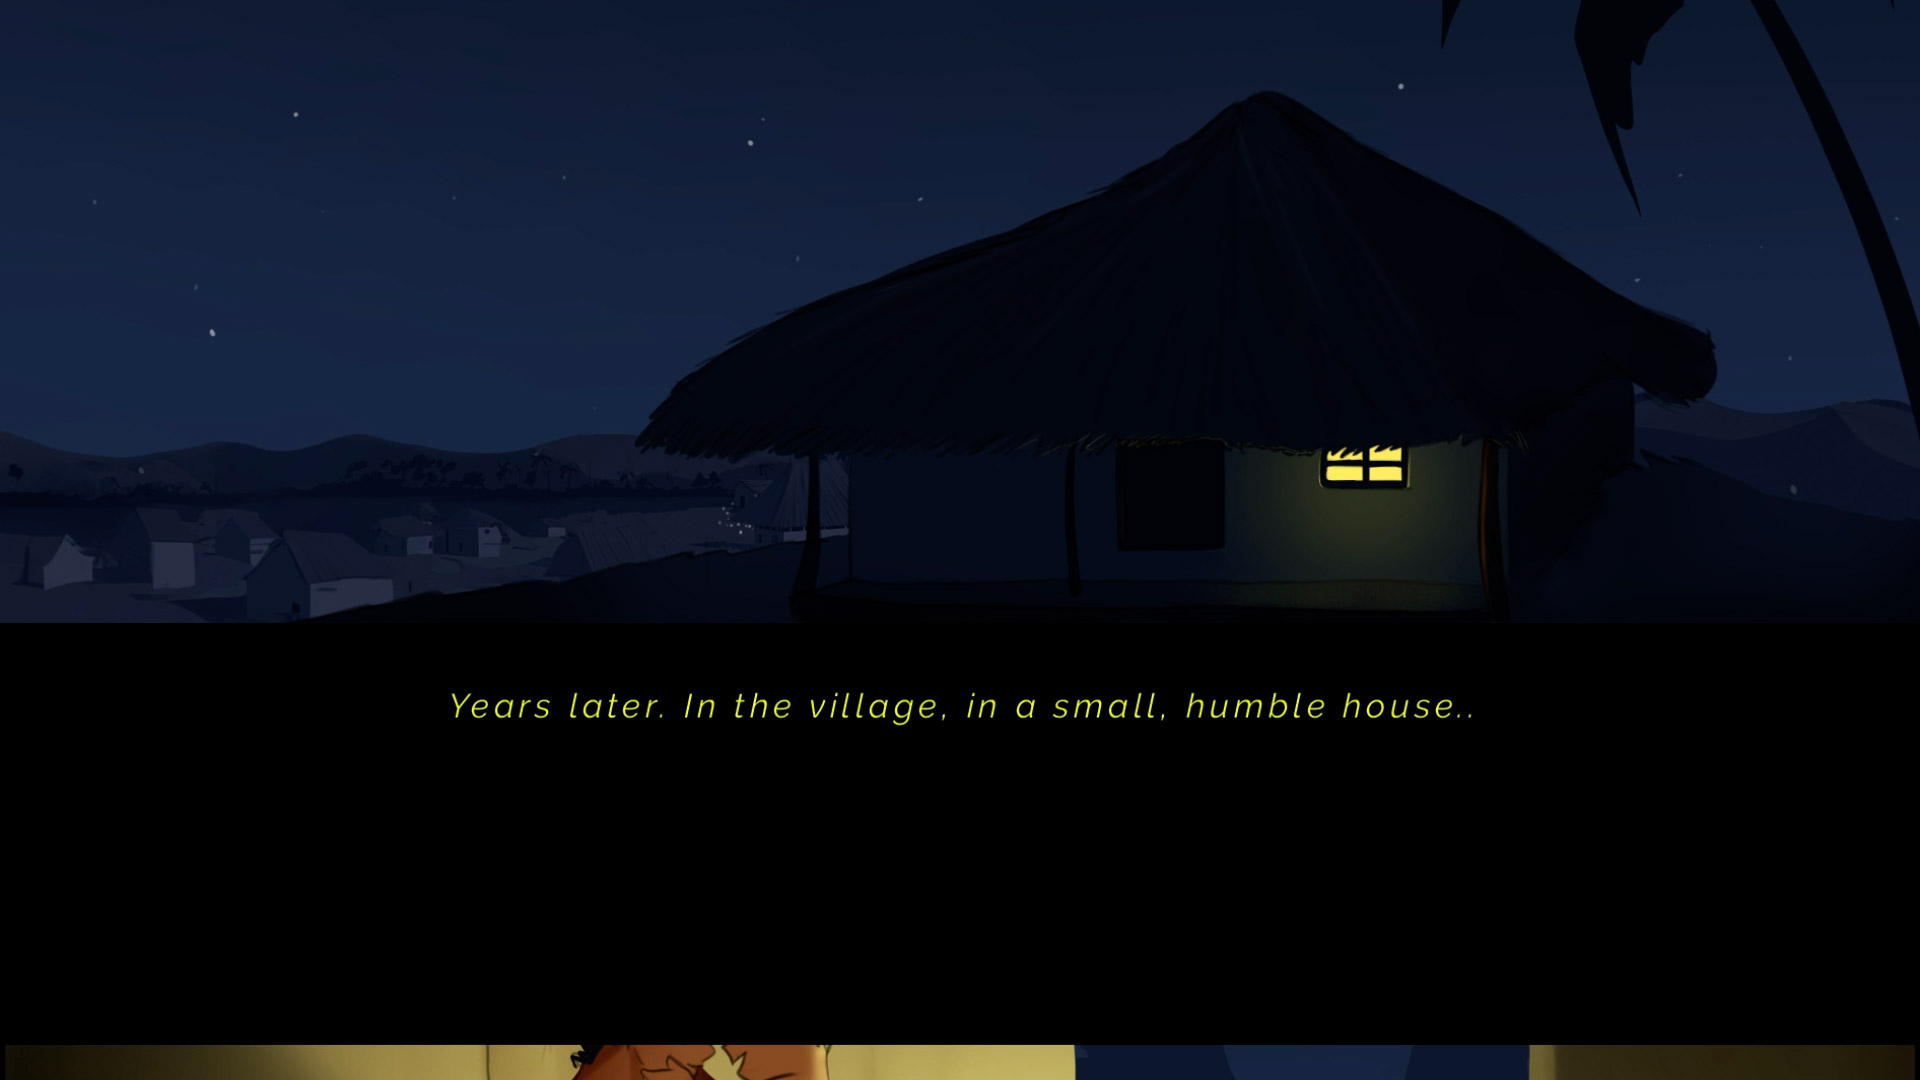 Years later. In the village, in a small, humble house..